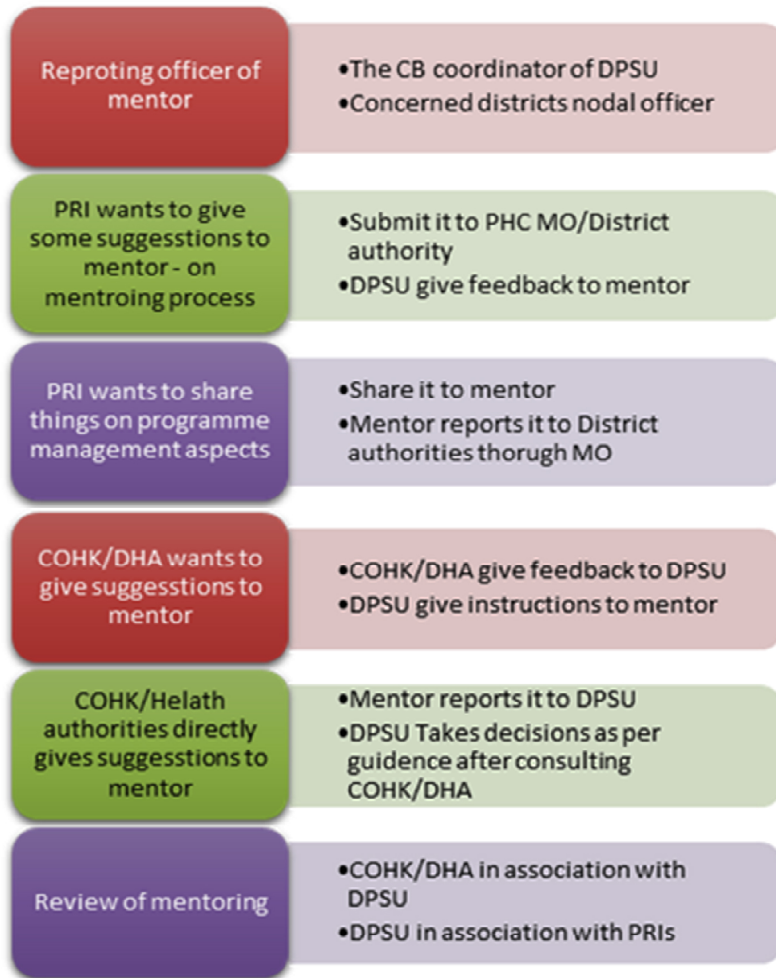 Reproting officer of
mentor
•The CB coordinator of DPSU
•Concerned districts nodal officer
PRI wants to give
some suggesstions to
mentor - on
mentroing process
•Submit it to PHC MO/District
authority
•DPSU give feedback to mentor
PRI wants to share
things on programme
management aspects
•Share it to mentor
•Mentor reports it to District
authorities thorugh MO
COHK/DHA wants to
give suggesstions to
mentor
•COHK/DHA give feedback to DPSU
•DPSU give instructions to mentor
COHK/Helath
authorities directly
gives suggesstions to
mentor
•Mentor reports it to DPSU
•DPSU Takes decisions as per
guidence after consulting
COHK/DHA
Review of mentoring
•COHK/DHA in association with
DPSU
•DPSU in association with PRIs